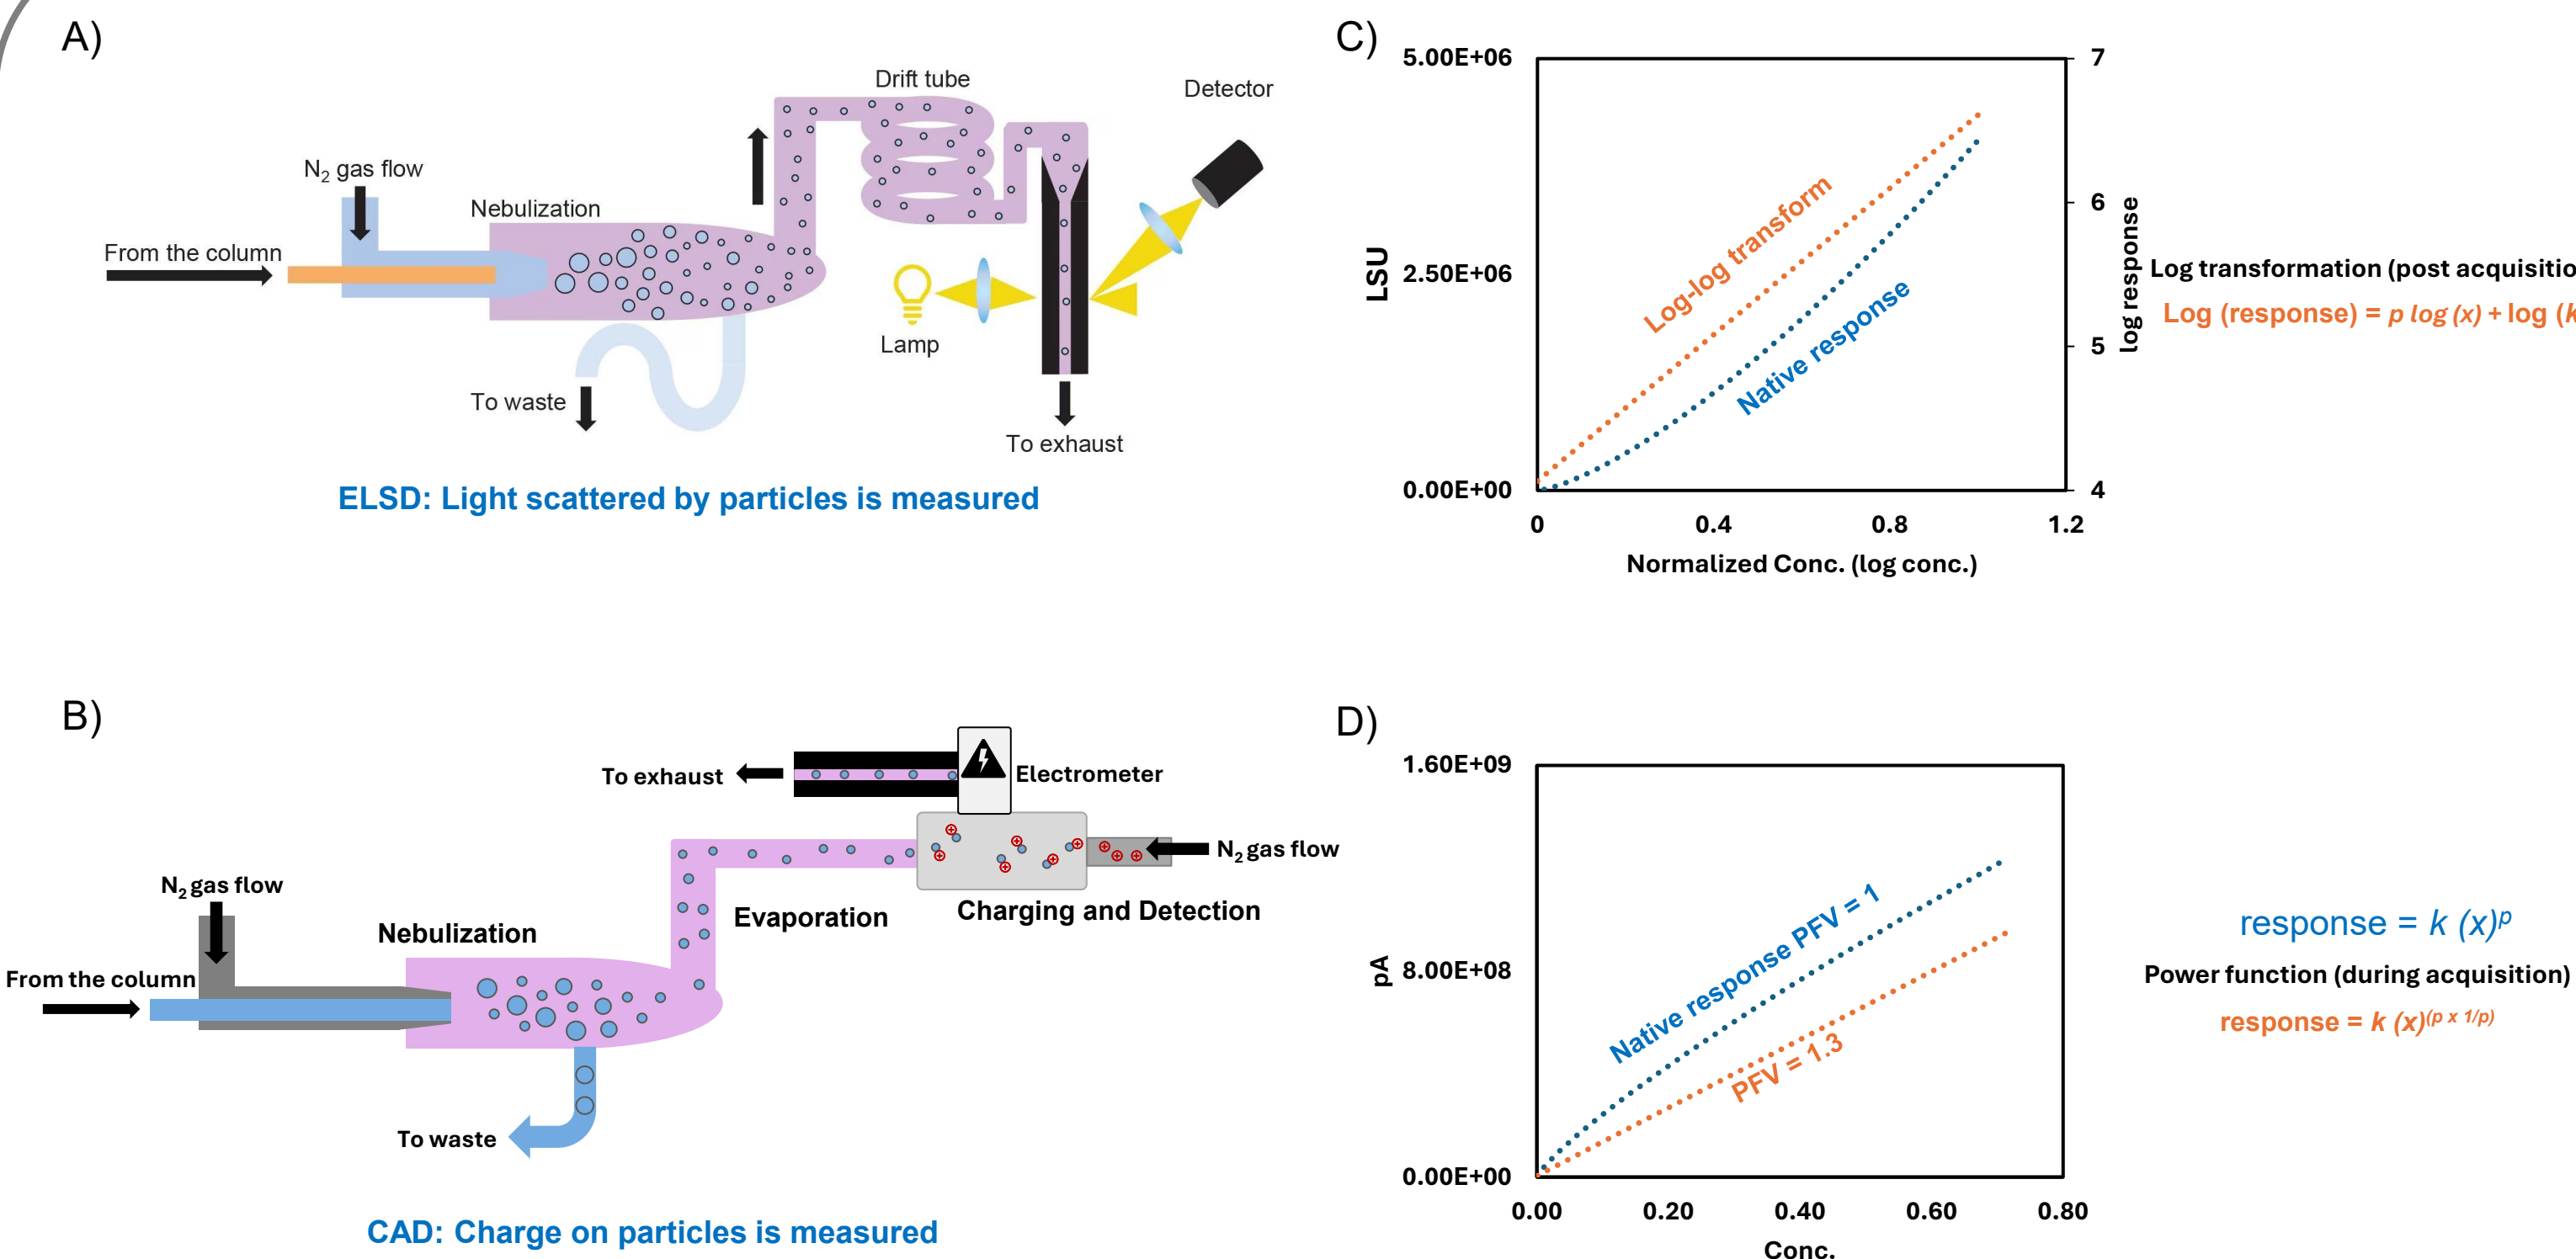 A)
N2 gas flow
From the column
Nebulization
Drift tube
Detector
Lamp
To waste
To exhaust
ELSD: Light scattered by particles is measured
C)
5.00E+06
2.50E+06
0.00E+00
LSU
Log-log transform
Native response
7
6
5
4
log response
0 0.4 0.8 1.2
Normalized Conc. (log conc.)
Log transformation (post acquisitio
Log (response) = p log (x) + log (k
B)
To exhaust
Electrometer
N2 gas flow
N2 gas flow
Nebulization
Evaporation
Charging and Detection
From the column
To waste
CAD: Charge on particles is measured
D)
1.60E+09
8.00E+08
0.00E+00
pA
Native response PFV = 1
PFV = 1.3
0.00 0.20 0.40 0.60 0.80
Conc.
response = k (x)p
Power function (during acquisition)
response = k (x)(p x 1/p)